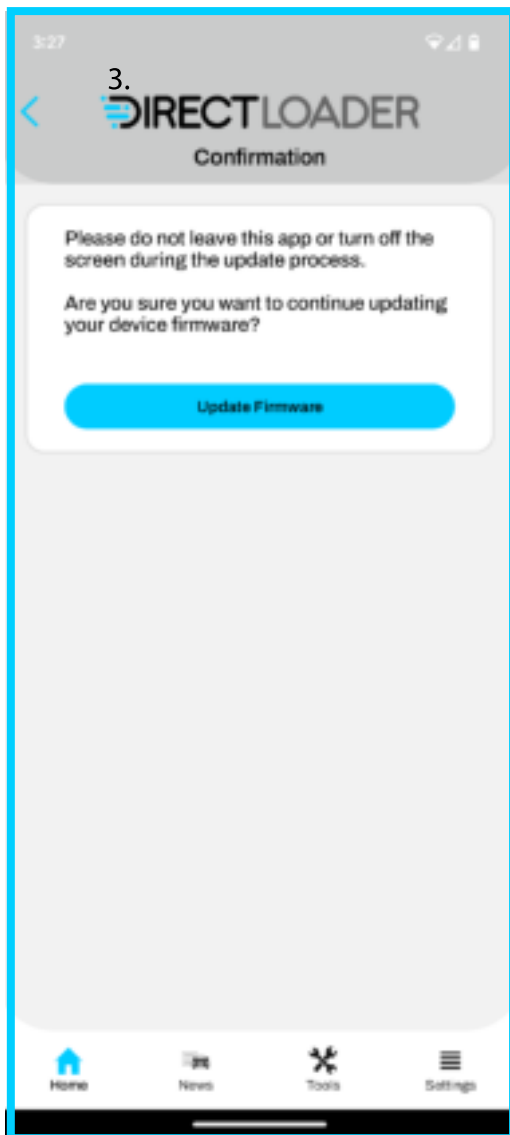 3:27
3.
DIRECTLOADER
Confirmation
Please do not leave this app or turn off the
screen during the update process.
Are you sure you want to continue updating
your device firmware?
Update Firmware
Home
News
Tools
Settings